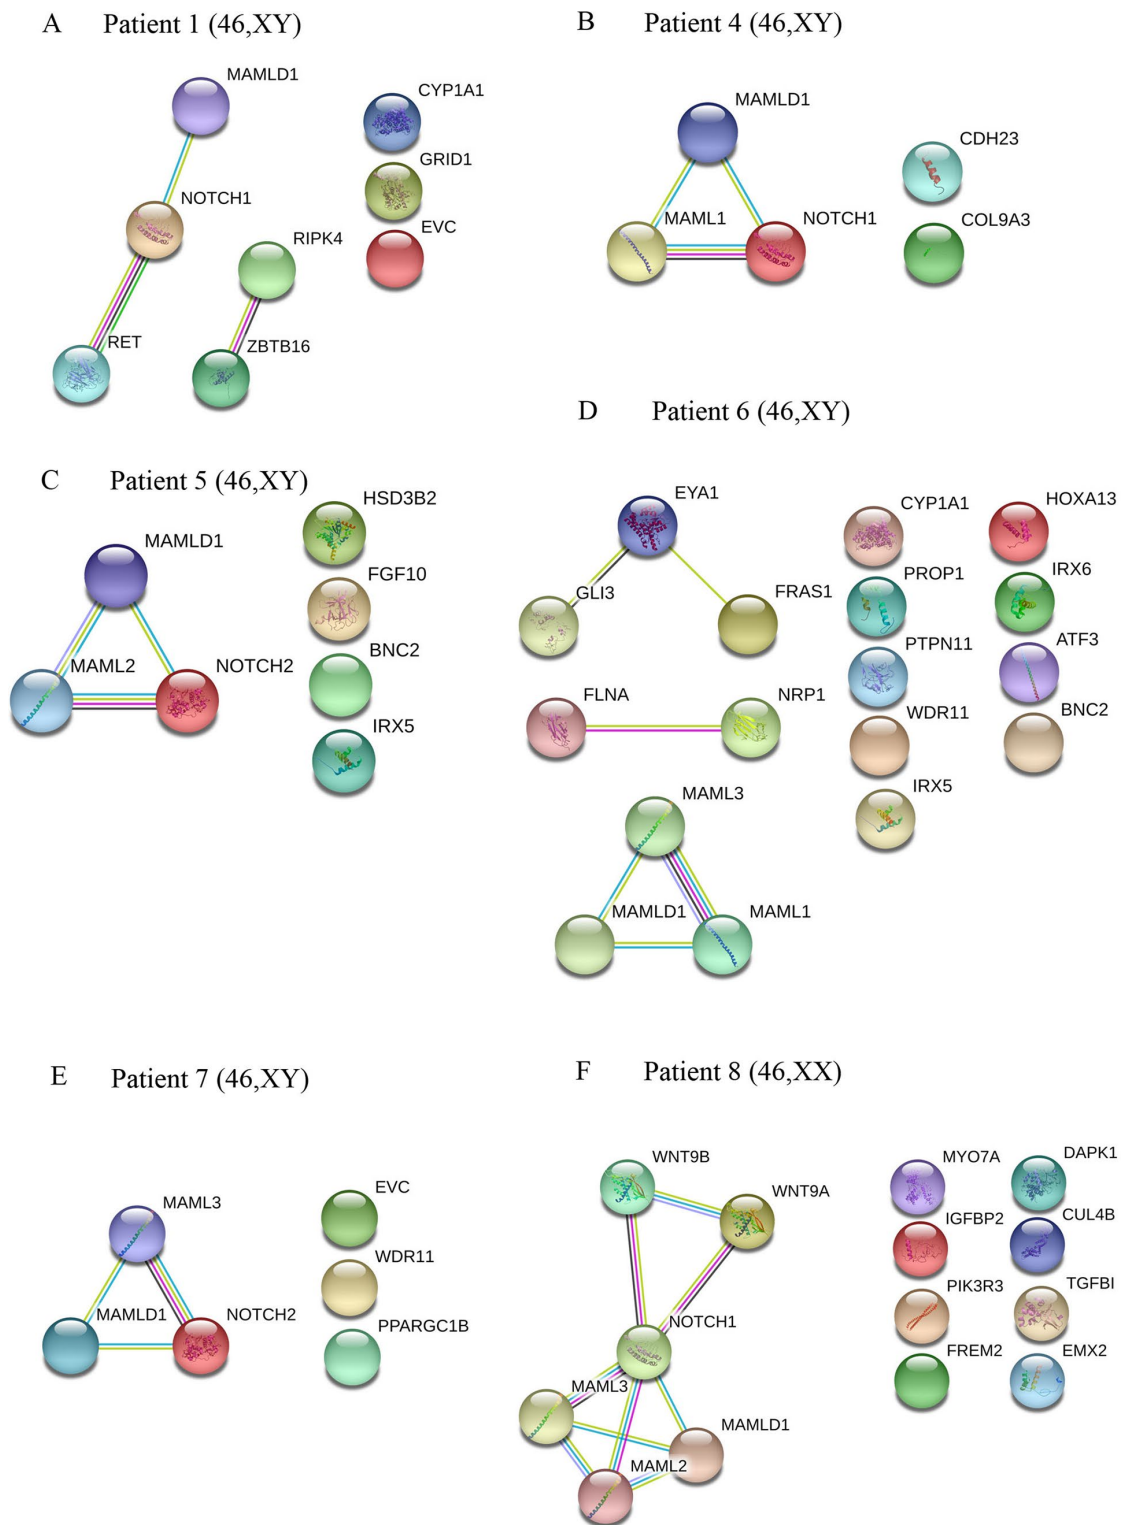 A Patient 1 (46,XY)
MAMLD1
CYP1A1
GRID1
NOTCH1
EVC
RIPK4
RET
ZBTB16
B Patient 4 (46,XY)
MAMLD1
CDH23
MAML1
NOTCH1
COL9A3
C Patient 5 (46,XY)
HSD3B2
MAMLD1
FGF10
BNC2
MAML2
NOTCH2
IRX5
D Patient 6 (46,XY)
EYA1
CYP1A1
HOXA13
GLI3
FRAS1
PROP1
IRX6
PTPN11
ATF3
FLNA
NRP1
WDR11
BNC2
IRX5
MAML3
MAMLD1
MAML1
E Patient 7 (46,XY)
EVC
MAML3
WDR11
MAMLD1
NOTCH2
PPARGC1B
F Patient 8 (46,XX)
WNT9B
WNT9A
MYO7A
DAPK1
IGFBP2
CUL4B
PIK3R3
TGFBI
NOTCH1
FREM2
EMX2
MAML3
MAMLD1
MAML2